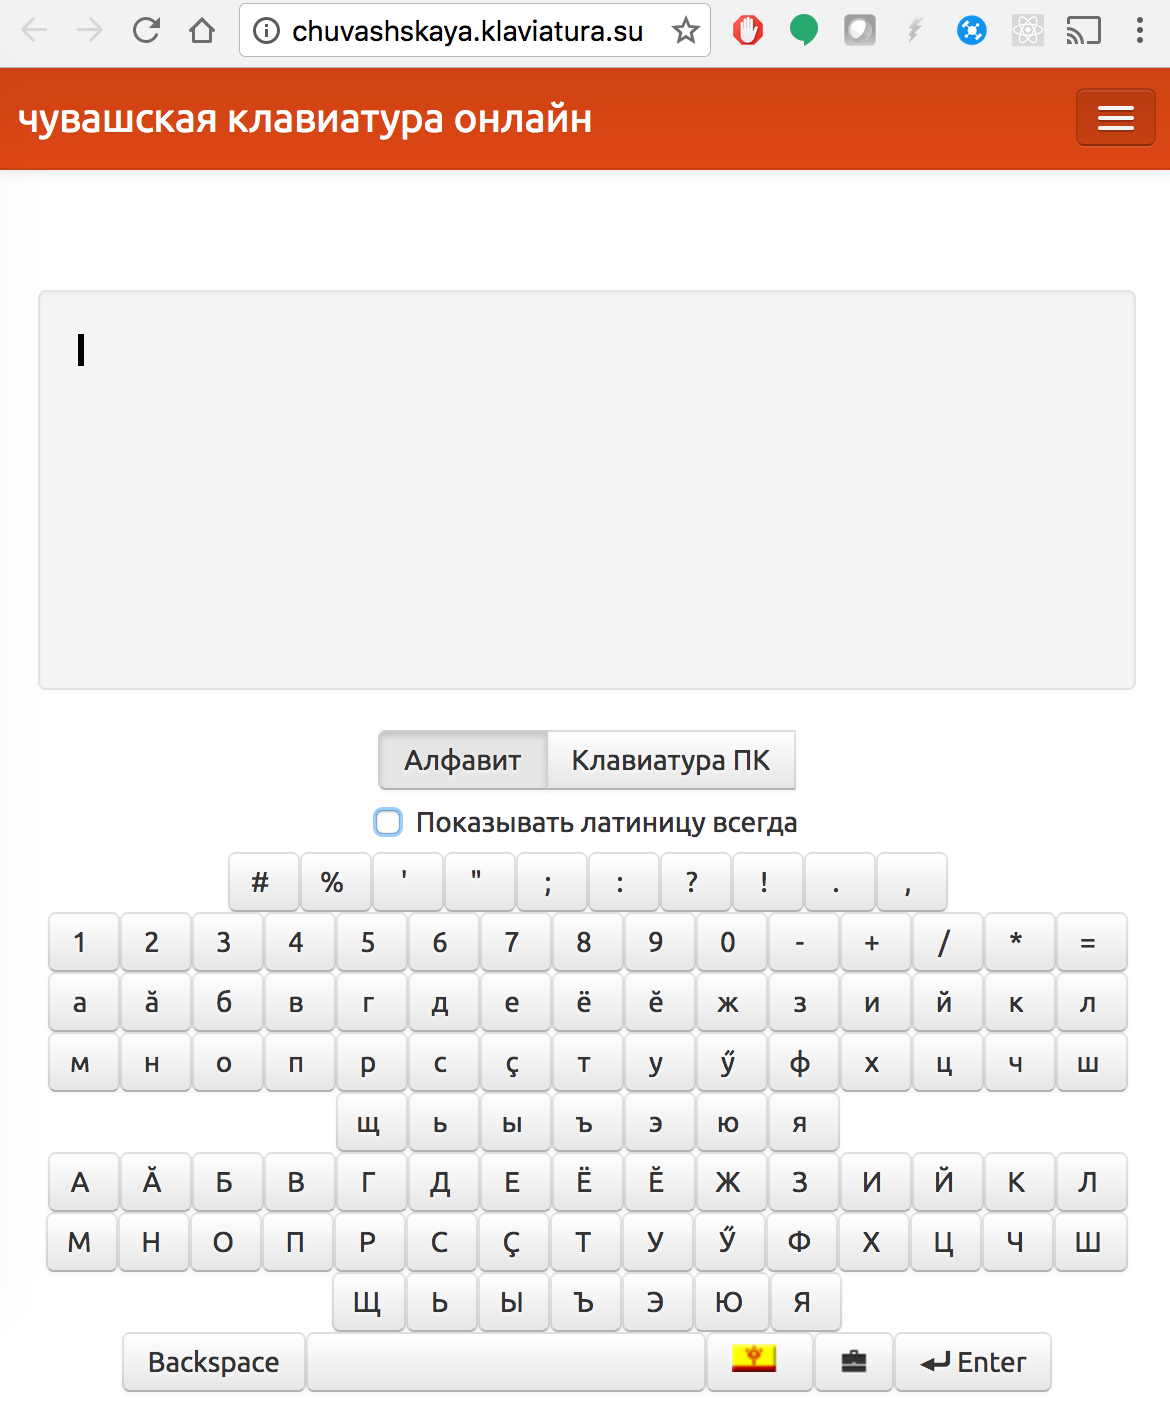 chuvashskaya.klaviatura.su
чувашская клавиатура онлайн
Алфавит Клавиатура ПК
Показывать латиницу всегда
# % ' " ; : ? ! . ,
1 2 3 4 5 6 7 8 9 0 - + / * =
а ӑ б в г д е ё ӗ ж з и й к л
м н о п р с ҫ т у ӳ ф х ц ч ш
щ ь ы ъ э ю я
А Ӑ Б В Г Д Е Ё Ӗ Ж З И Й К Л
М Н О П Р С Ҫ Т У Ӳ Ф Х Ц Ч Ш
Щ Ь Ы Ъ Э Ю Я
Backspace Enter